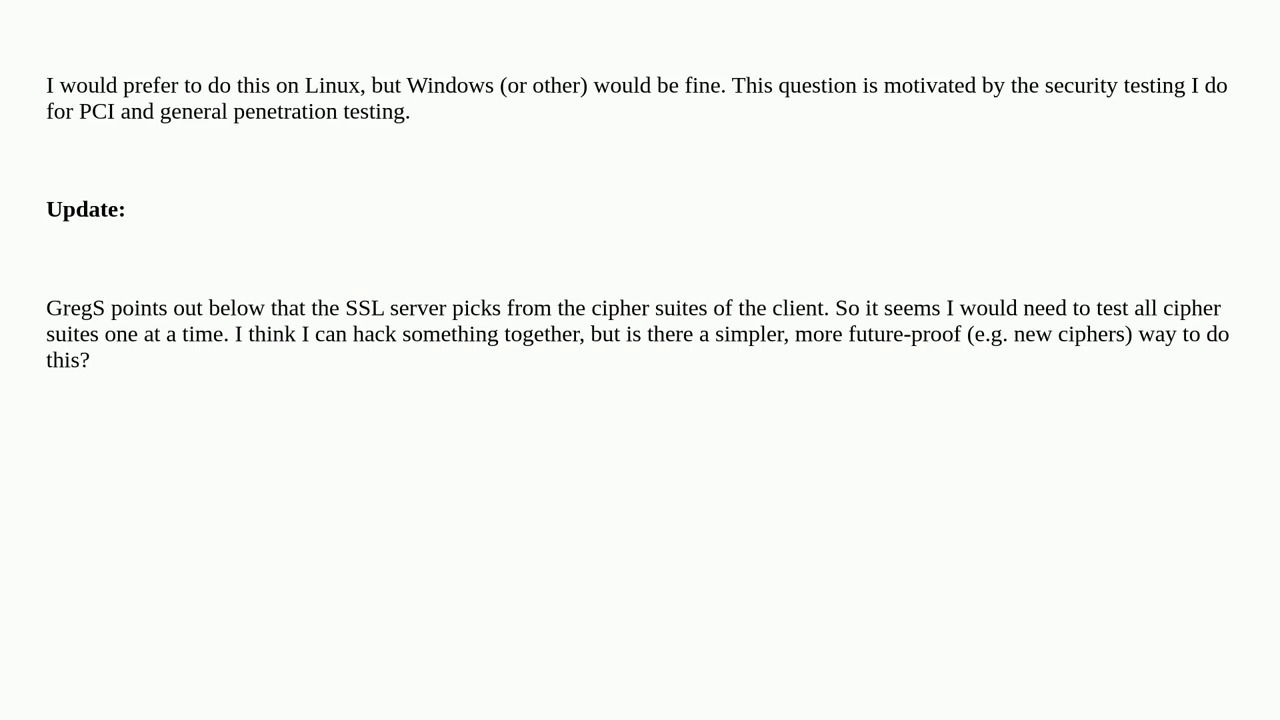 I would prefer to do this on Linux, but Windows (or other) would be fine. This question is motivated by the security testing I do
for PCI and general penetration testing.
Update:
GregS points out below that the SSL server picks from the cipher suites of the client. So it seems I would need to test all cipher
suites one at a time. I think I can hack something together, but is there a simpler, more future-proof (e.g. new ciphers) way to do
this?